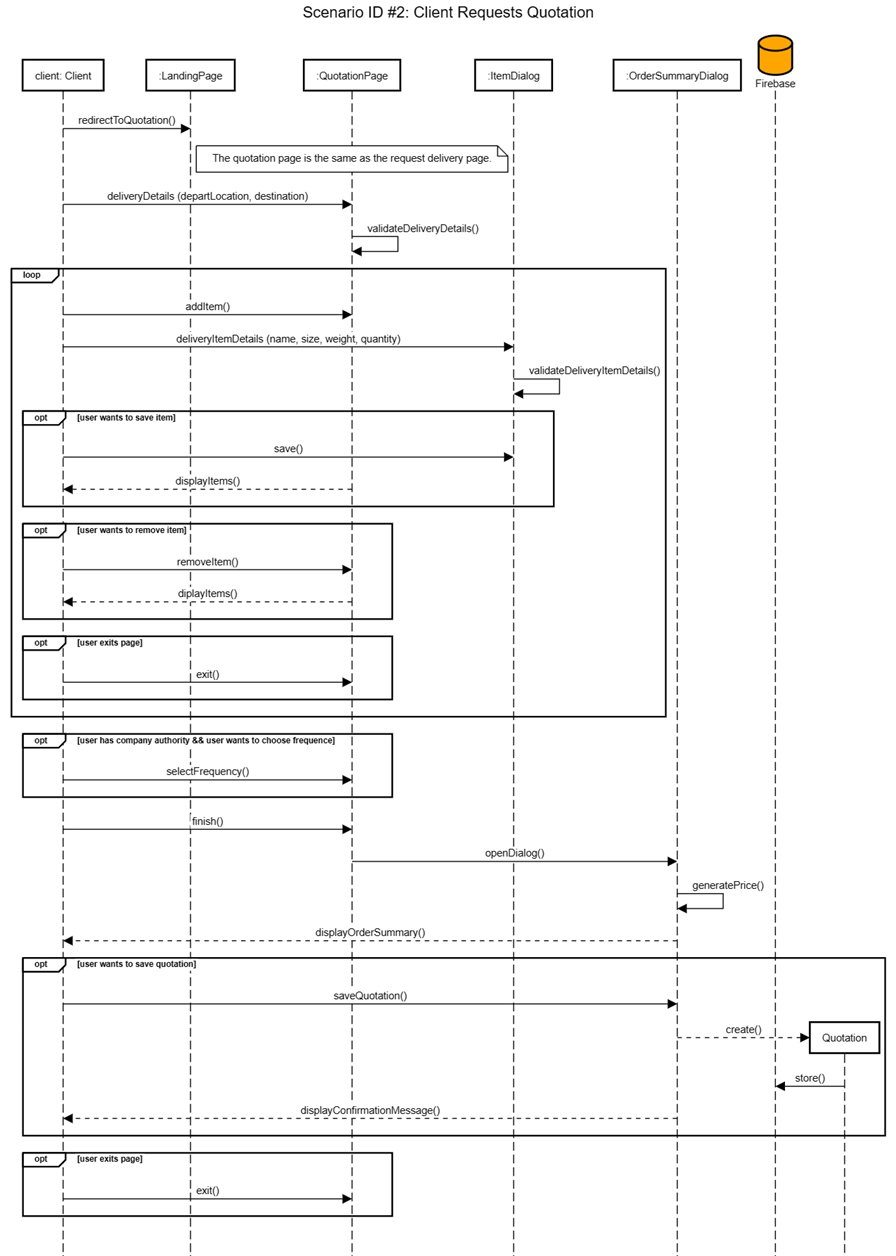 Scenario ID #2: Client Requests Quotation
client: Client
:LandingPage
:QuotationPage
:ItemDialog
:OrderSummaryDialog
Firebase
redirectToQuotation()
The quotation page is the same as the request delivery page.
deliveryDetails (departLocation, destination)
validateDeliveryDetails()
loop
addItem()
deliveryItemDetails (name, size, weight, quantity)
validateDeliveryItemDetails()
opt [user wants to save item]
save()
displayItems()
opt [user wants to remove item]
removeItem()
diplayItems()
opt [user exits page]
exit()
opt [user has company authority && user wants to choose frequence]
selectFrequency()
finish()
openDialog()
generatePrice()
displayOrderSummary()
opt [user wants to save quotation]
saveQuotation()
create()
Quotation
store()
displayConfirmationMessage()
opt [user exits page]
exit()